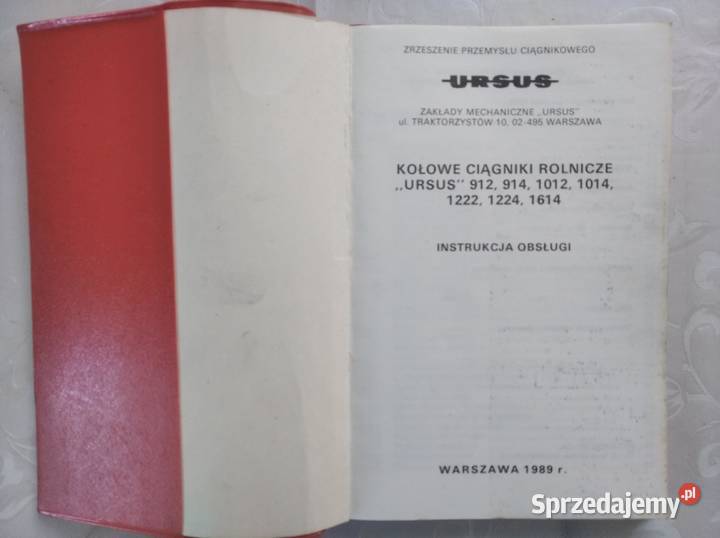 ZRZESZENIE PRZEMYSŁU CIĄGNIKOWEGO
URSUS
ZAKŁADY MECHANICZNE „URSUS"
ul. TRAKTORZYSTÓW 10, 02-495 WARSZAWA
KOŁOWE CIĄGNIKI ROLNICZE
„URSUS" 912, 914, 1012, 1014,
1222, 1224, 1614
INSTRUKCJA OBSŁUGI
WARSZAWA 1989 r.
Sprzedajemy.pl